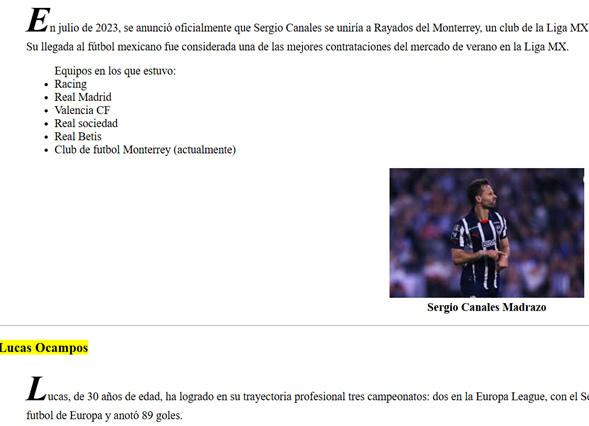 En julio de 2023, se anunció oficialmente que Sergio Canales se uniría a Rayados del Monterrey, un club de la Liga MX
Su llegada al fútbol mexicano fue considerada una de las mejores contrataciones del mercado de verano en la Liga MX.
Equipos en los que estuvo:
• Racing
• Real Madrid
• Valencia CF
• Real sociedad
• Real Betis
• Club de futbol Monterrey (actualmente)
Sergio Canales Madrazo
Lucas Ocampos
Lucas, de 30 años de edad, ha logrado en su trayectoria profesional tres campeonatos: dos en la Europa League, con el
futbol de Europa y anotó 89 goles.